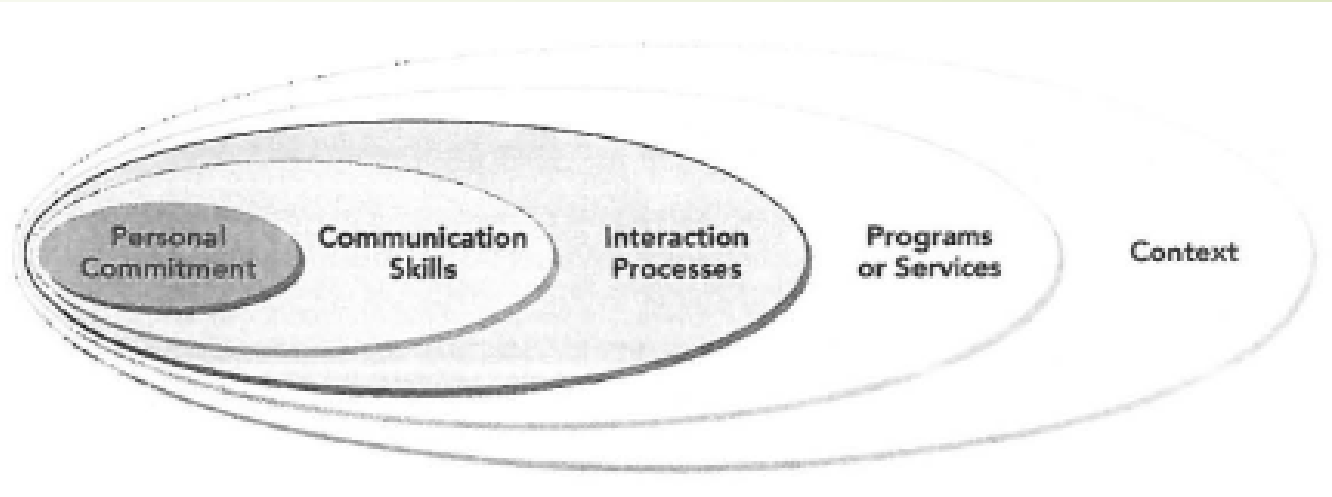 Personal
Commitment
Communication
Skills
Interaction
Processes
Programs
or Services
Context